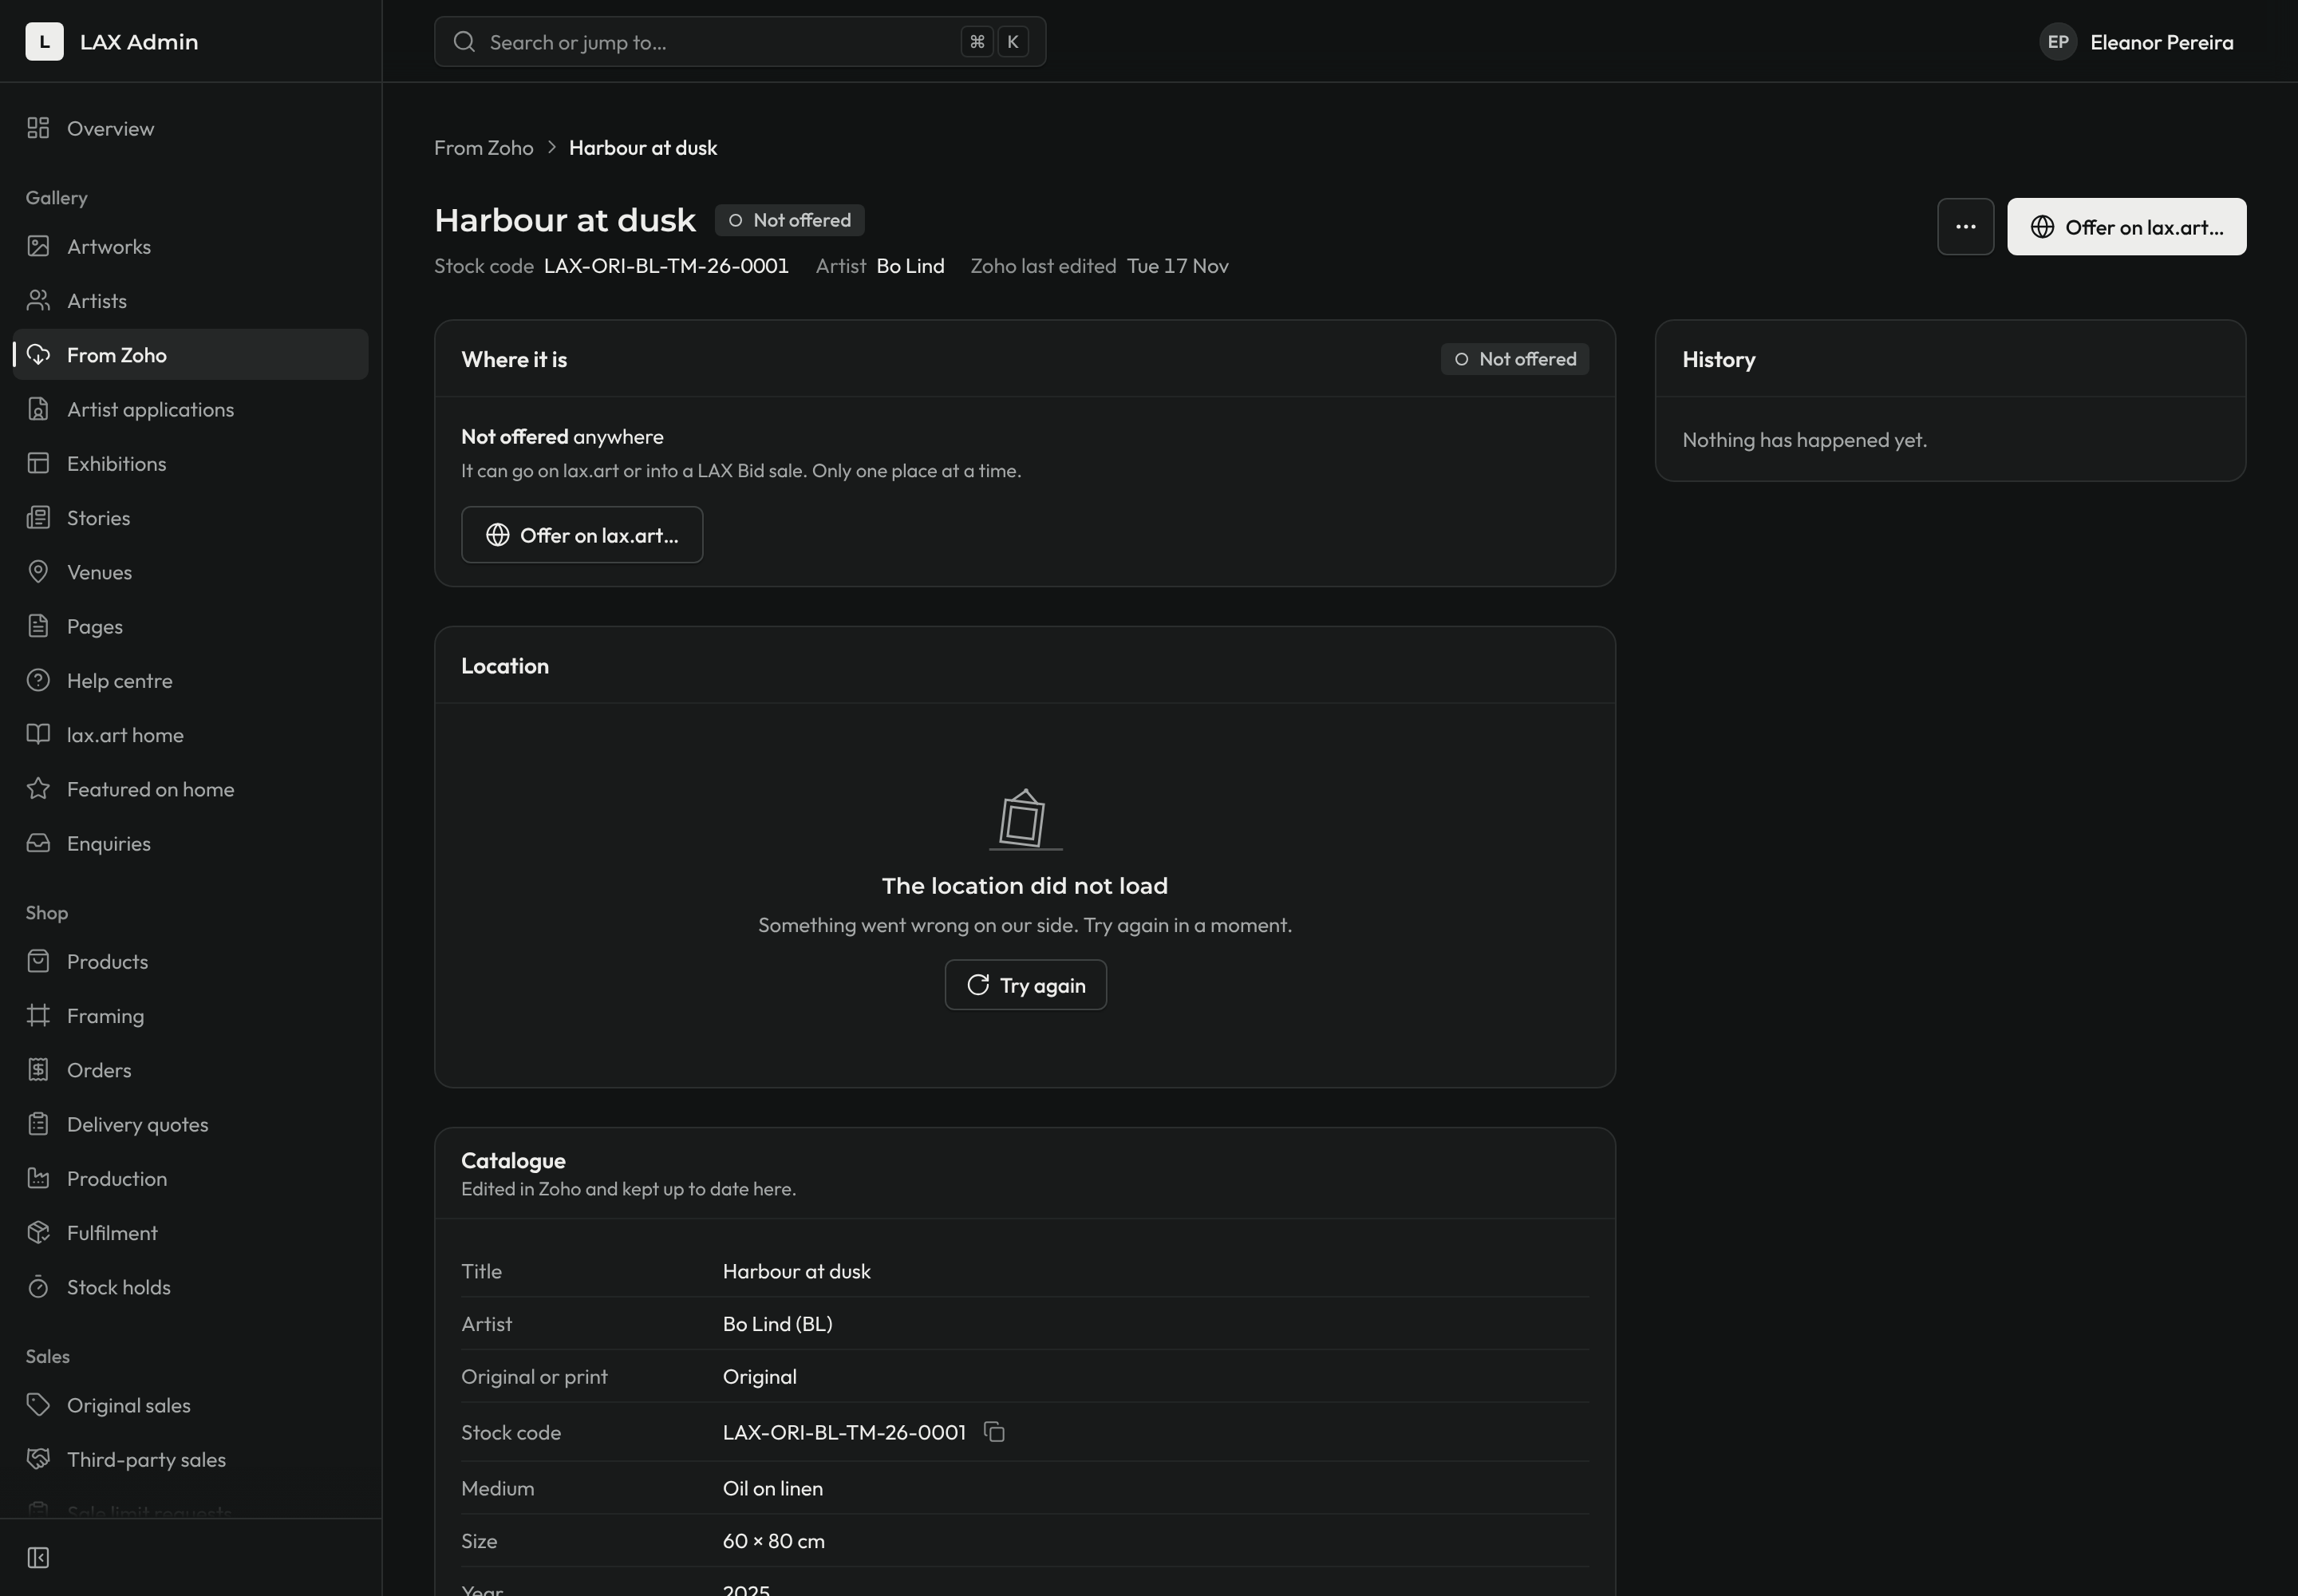 L LAX Admin
Search or jump to...
⌘ K
EP Eleanor Pereira
Overview
Gallery
Artworks
Artists
From Zoho
Artist applications
Exhibitions
Stories
Venues
Pages
Help centre
lax.art home
Featured on home
Enquiries
Shop
Products
Framing
Orders
Delivery quotes
Production
Fulfilment
Stock holds
Sales
Original sales
Third-party sales
Sale limit requests
From Zoho > Harbour at dusk
Harbour at dusk Not offered
Stock code LAX-ORI-BL-TM-26-0001 Artist Bo Lind Zoho last edited Tue 17 Nov
Offer on lax.art...
Where it is Not offered
Not offered anywhere
It can go on lax.art or into a LAX Bid sale. Only one place at a time.
Offer on lax.art...
History
Nothing has happened yet.
Location
The location did not load
Something went wrong on our side. Try again in a moment.
Try again
Catalogue
Edited in Zoho and kept up to date here.
Title Harbour at dusk
Artist Bo Lind (BL)
Original or print Original
Stock code LAX-ORI-BL-TM-26-0001
Medium Oil on linen
Size 60 × 80 cm
Year 2025